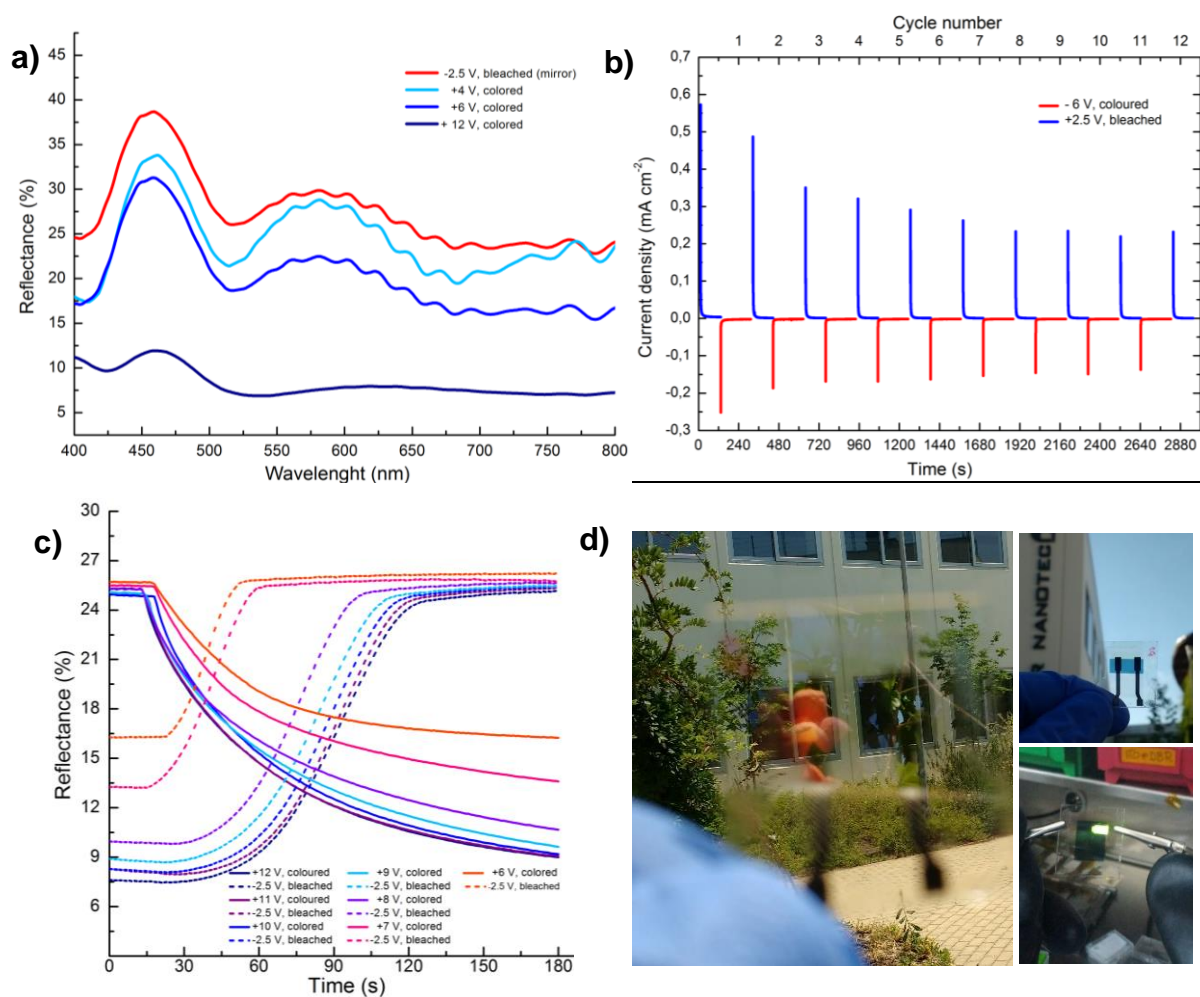 a)
-2.5 V, bleached (mirror)
+4 V, colored
+6 V, colored
+ 12 V, colored
45
40
35
30
25
20
15
10
5
Reflectance (%)
400 450 500 550 600 650 700 750 800
Wavelenght (nm)
b)
Cycle number
1 2 3 4 5 6 7 8 9 10 11 12
- 6 V, coloured
+2.5 V, bleached
0,7
0,6
0,5
0,4
0,3
0,2
0,1
0,0
-0,1
-0,2
-0,3
Current density (mA cm⁻²)
0 240 480 720 960 1200 1440 1680 1920 2160 2400 2640 2880
Time (s)
c)
30
27
24
21
18
15
12
9
6
Reflectance (%)
+12 V, coloured
-2.5 V, bleached
+11 V, coloured
-2.5 V, bleached
+10 V, colored
-2.5 V, bleached
+9 V, colored
-2.5 V, bleached
+8 V, colored
-2.5 V, bleached
+7 V, colored
-2.5 V, bleached
+6 V, colored
-2.5 V, bleached
0 30 60 90 120 150 180
Time (s)
d)
R NANOTEC